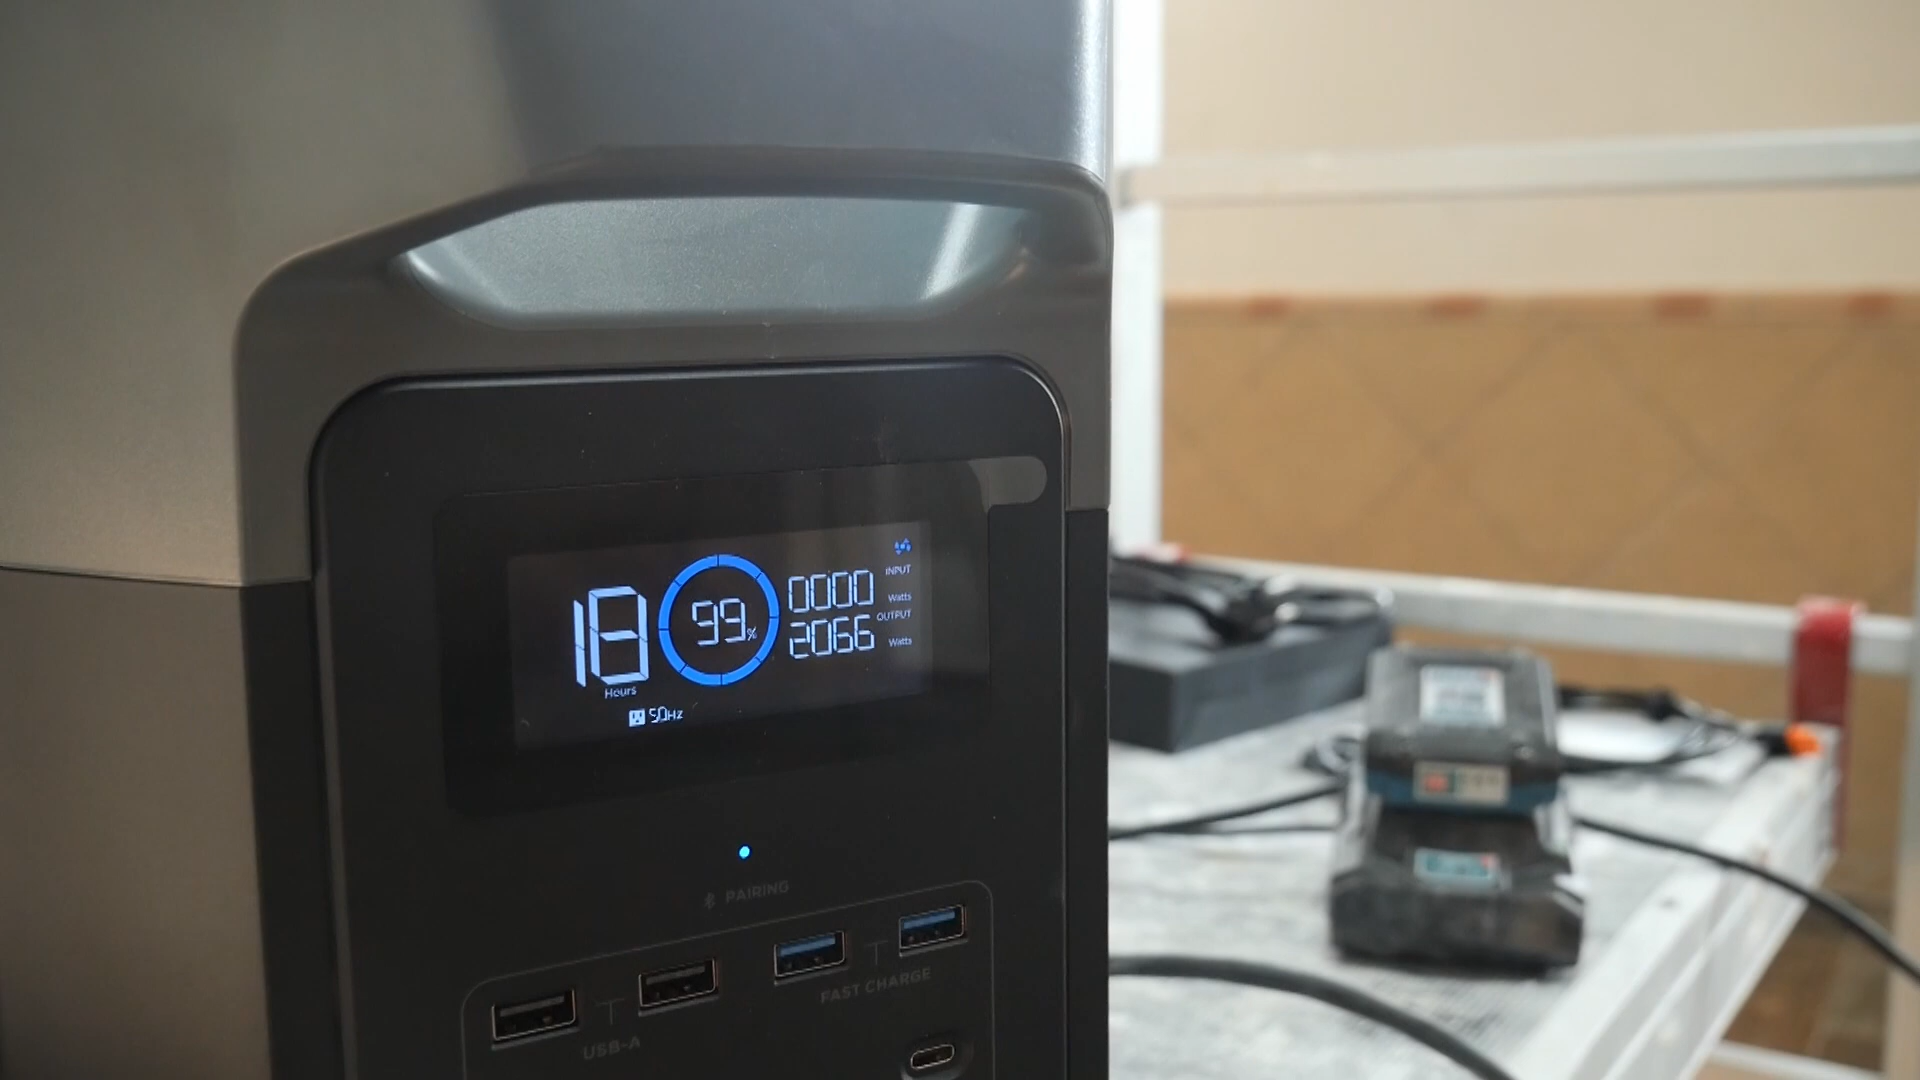 18
Hours
99%
0000
INPUT
Watts
2066
OUTPUT
Watts
50HZ
PAIRING
USB-A
FAST CHARGE